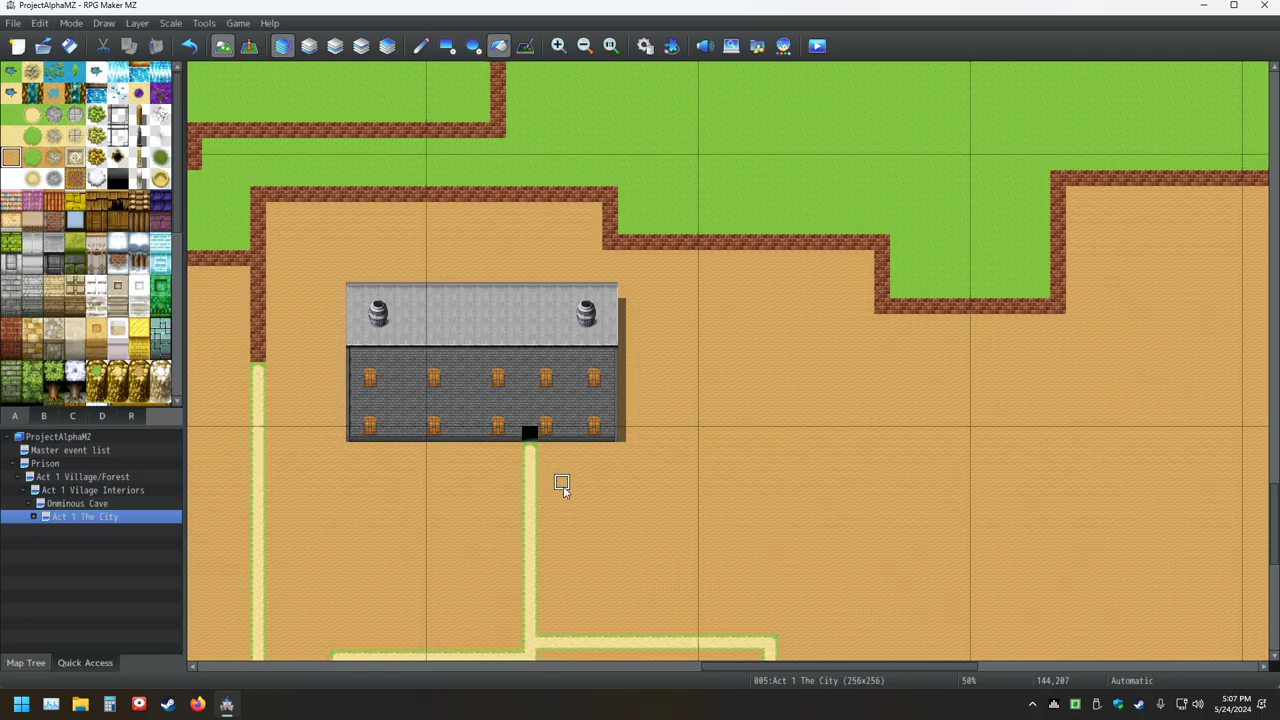 ProjectAlphaMZ - RPG Maker MZ
File Edit Mode Draw Layer Scale Tools Game Help
A B C D R
ProjectAlphaMZ
Master event list
Prison
Act 1 Village/Forest
Act 1 Vilage Interiors
Onminous Cave
Act 1 The City
Map Tree Quick Access
005:Act 1 The City (256x256) 50% 144,207 Automatic
5:07 PM
5/24/2024